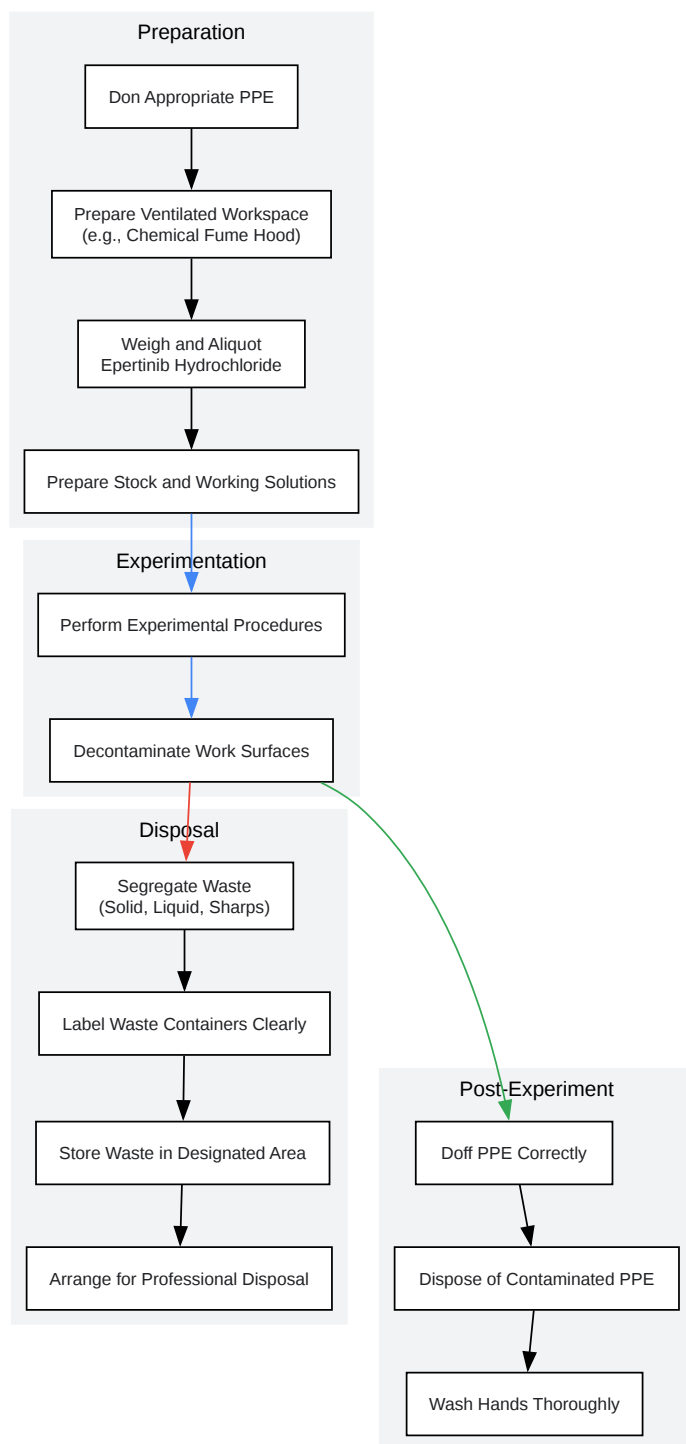 Preparation
Don Appropriate PPE
Prepare Ventilated Workspace
(e.g., Chemical Fume Hood)
Weigh and Aliquot
Epertinib Hydrochloride
Prepare Stock and Working Solutions
Experimentation
Perform Experimental Procedures
Decontaminate Work Surfaces
Disposal
Segregate Waste
(Solid, Liquid, Sharps)
Label Waste Containers Clearly
Store Waste in Designated Area
Arrange for Professional Disposal
Post-Experiment
Doff PPE Correctly
Dispose of Contaminated PPE
Wash Hands Thoroughly